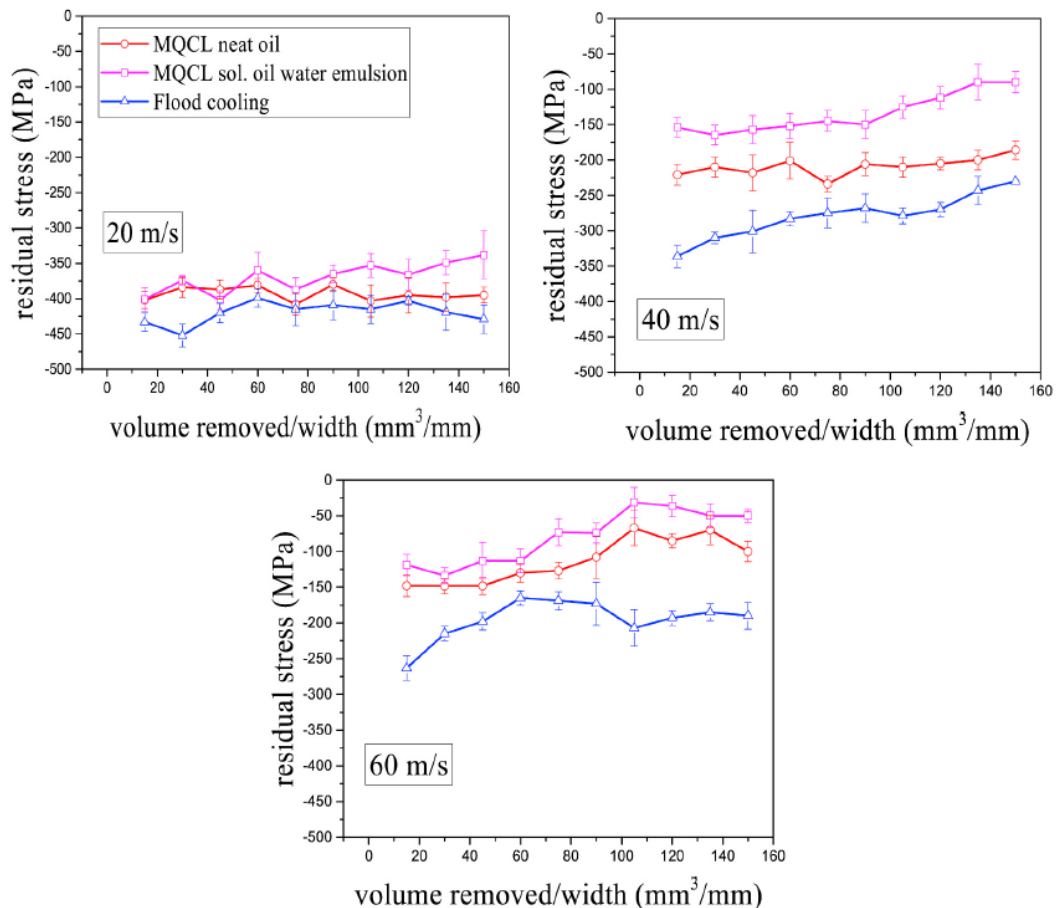 0
-50
-100
-150
-200
-250
-300
-350
-400
-450
-500
residual stress (MPa)
MQCL neat oil
MQCL sol. oil water emulsion
Flood cooling
20 m/s
0 20 40 60 80 100 120 140 160
volume removed/width (mm³/mm)
0
-50
-100
-150
-200
-250
-300
-350
-400
-450
-500
residual stress (MPa)
40 m/s
0 20 40 60 80 100 120 140 160
volume removed/width (mm³/mm)
0
-50
-100
-150
-200
-250
-300
-350
-400
-450
-500
residual stress (MPa)
60 m/s
0 20 40 60 80 100 120 140 160
volume removed/width (mm³/mm)